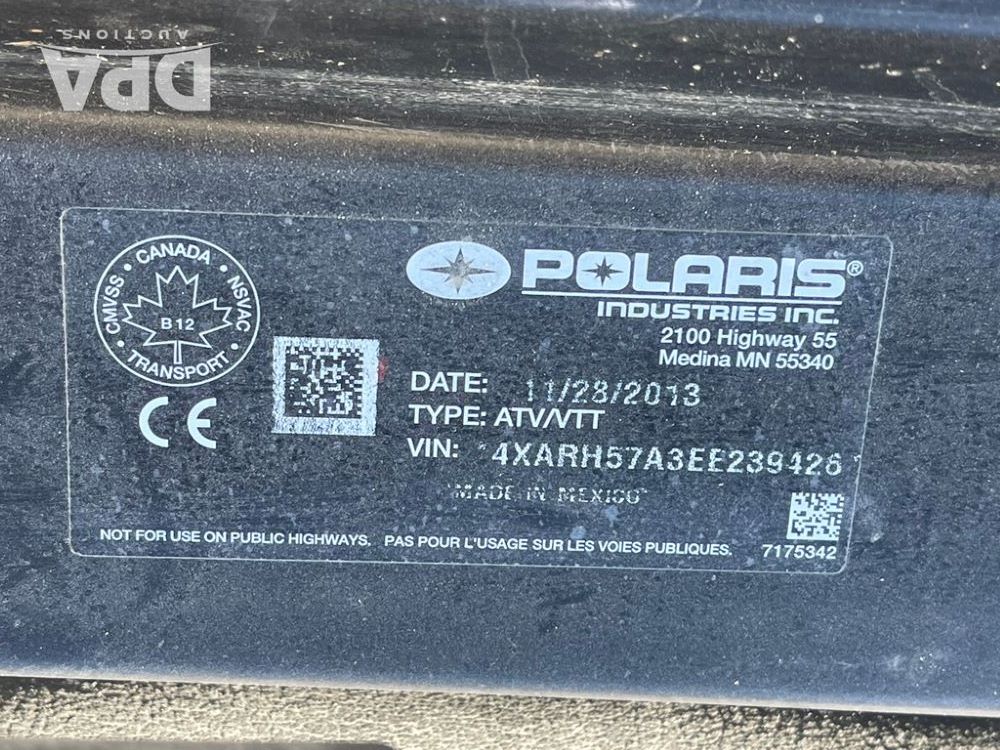 DPA
AUCTIONS
CMVSS • CANADA • NSVAC • TRANSPORT
B 12
CE
POLARIS®
INDUSTRIES INC.
2100 Highway 55
Medina MN 55340
DATE: 11/28/2013
TYPE: ATV/VTT
VIN: *4XARH57A3EE239426*
"MADE IN MEXICO"
NOT FOR USE ON PUBLIC HIGHWAYS. PAS POUR L'USAGE SUR LES VOIES PUBLIQUES.
7175342